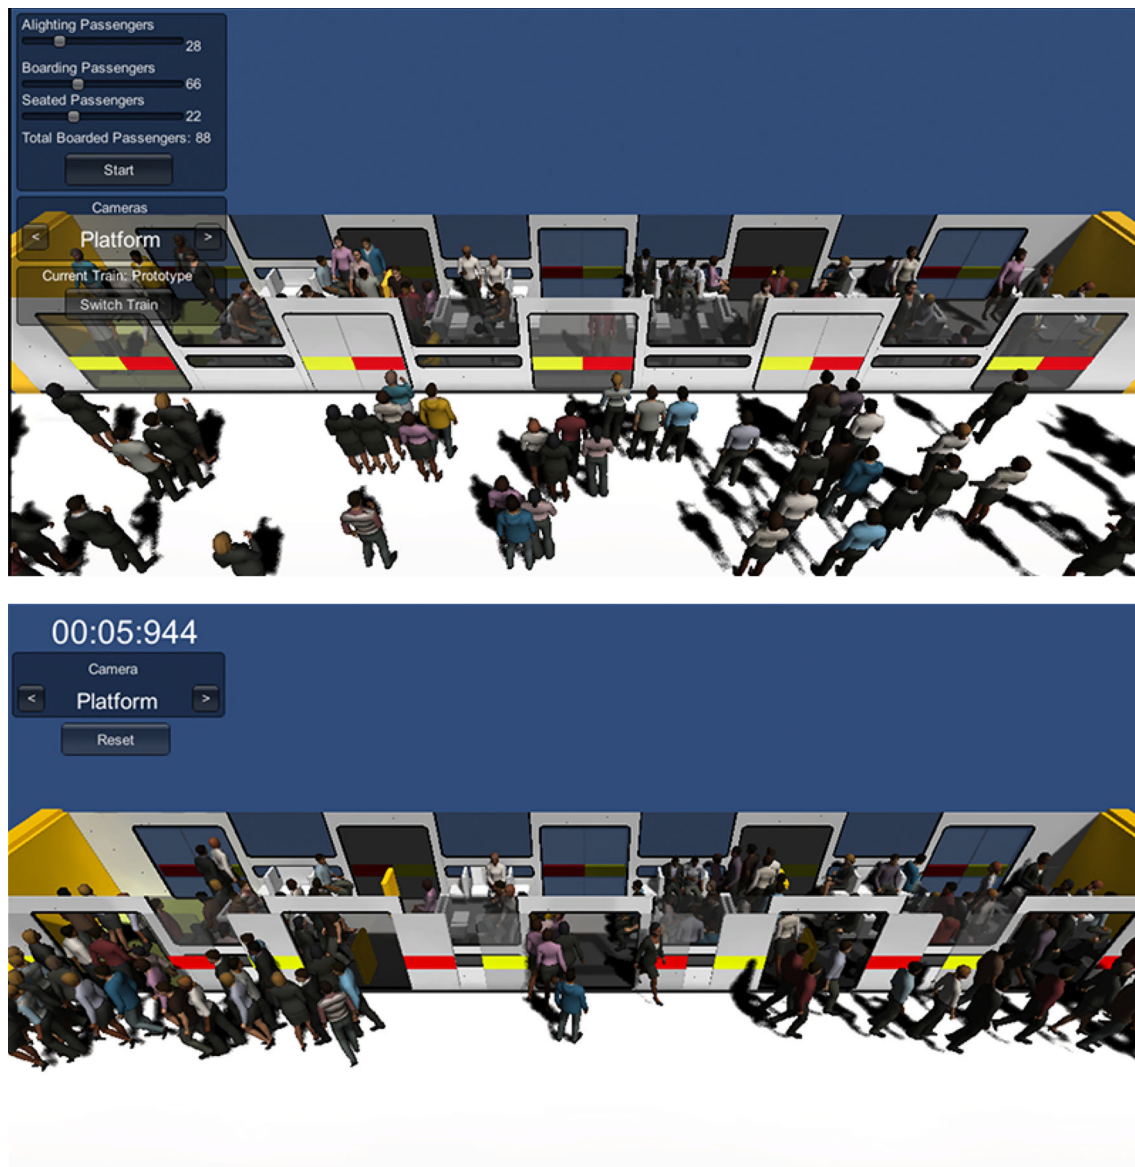 Alighting Passengers
28
Boarding Passengers
66
Seated Passengers
22
Total Boarded Passengers: 88
Start
Cameras
< Platform >
Current Train: Prototype
Switch Train
00:05:944
Camera
< Platform >
Reset